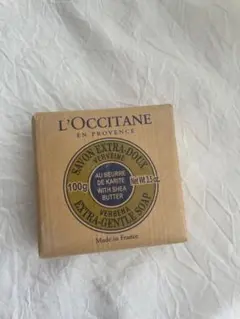 L'OCCITANE
EN PROVENCE
SAVON EXTRA-DOUX
VERVEINE
AU BEURRE
DE KARITÉ
WITH SHEA
BUTTER
100g
Net Wt 3.5 oz.
VERBENA
EXTRA-GENTLE SOAP
Made in France